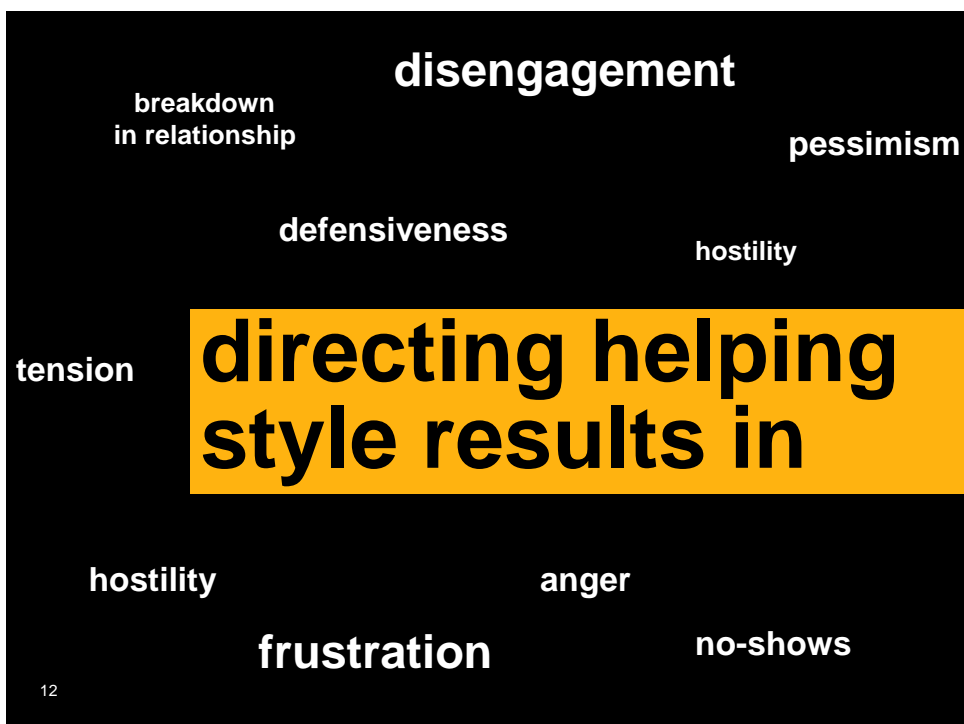 disengagement
breakdown
in relationship
pessimism
defensiveness
hostility
tension
directing helping
style results in
hostility
anger
frustration
no-shows
12